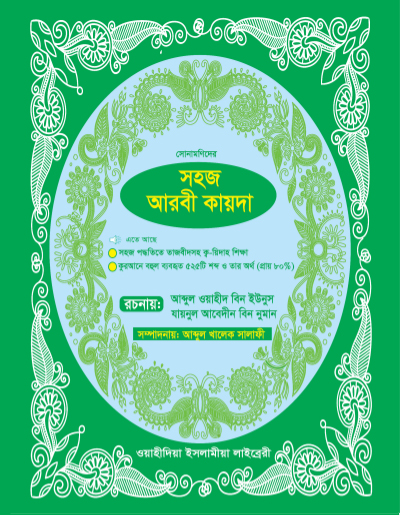 সোনামণিদের
সহজ
আরবী কায়দা
এতে আছে
সহজ পদ্ধতিতে তাজবীদসহ ক্বা-য়িদাহ শিক্ষা
কুরআনে বহুল ব্যবহৃত ৫২৫টি শব্দ ও তার অর্থ (প্রায় ৮০%)
রচনায়:
আব্দুল ওয়াহীদ বিন ইউনুস
যায়নুল আবেদীন বিন নুমান
সম্পাদনায়: আব্দুল খালেক সালাফী
ওয়াহীদিয়া ইসলামীয়া লাইব্রেরী